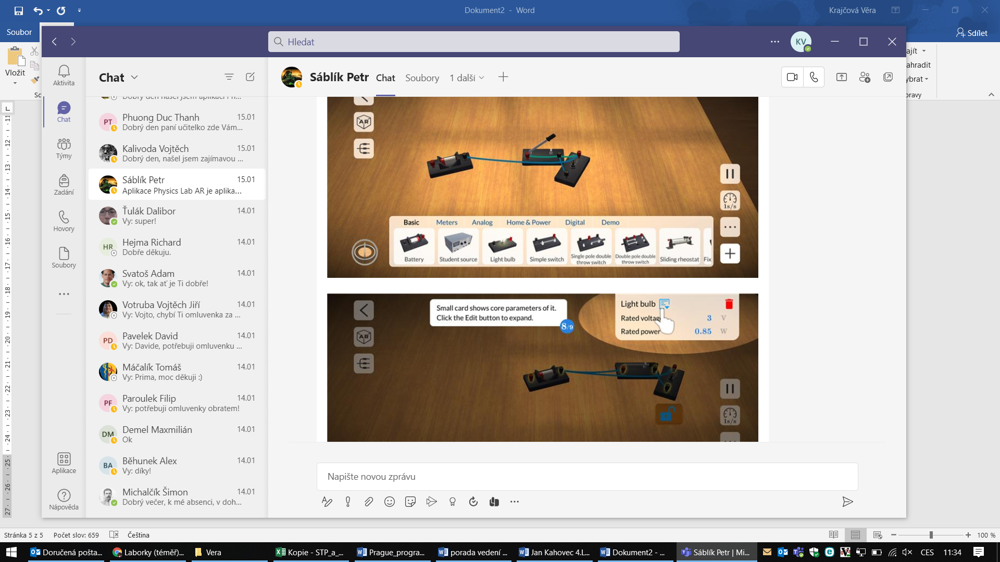 Dokument2 - Word
Krajčová Věra
Soubor
Sdílet
Vložit
ajít
ahradit
ybrat
ravy
Hledat
KV
Aktivita
Chat
Týmy
Zadání
Hovory
Soubory
Aplikace
Nápověda
Chat
Phuong Duc Thanh 15.01
PT
Dobrý den paní učitelko zde Vám...
Kalivoda Vojtěch 15.01
Dobrý den, našel jsem zajímavou ...
Sáblík Petr 15.01
Aplikace Physics Lab AR je aplika...
Ťulák Dalibor 14.01
Vy: super!
Hejma Richard 14.01
HR
Dobře děkuju.
Svatoš Adam 14.01
Vy: ok, tak ať je Ti dobře!
Votruba Vojtěch Jiří 14.01
Vy: Vojto, chybí Ti omluvenka za ...
Pavelek David 14.01
PD
Vy: Davide, potřebuji omluvenku ...
Máčalík Tomáš 14.01
Vy: Prima, moc děkuji :)
Paroulek Filip 14.01
PF
Vy: potřebuji omluvenky obratem!
Demel Maxmilián 14.01
DM
Ok
Běhunek Alex 14.01
BA
Vy: díky!
Michalčík Šimon 14.01
Dobrý večer, k mé absenci, v doh...
Sáblík Petr Chat Soubory 1 další
AR
1s/s
Basic Meters Analog Home & Power Digital Demo
Battery
Student source
Light bulb
Simple switch
Single pole double
throw switch
Double pole double
throw switch
Sliding rheostat
Fix
Small card shows core parameters of it.
Click the Edit button to expand.
8/9
Light bulb
Rated voltag 3 V
Rated power 0.85 W
AR
1s/s
Napište novou zprávu
Stránka 5 z 5 Počet slov: 659 Čeština
100 %
Doručená pošta...
Laborky (téměř)...
Vera
Kopie - STP_a_...
Prague_progra...
porada vedení ...
Jan Kahovec 4.L...
Dokument2 - ...
Sáblík Petr | Mi...
CES
11:34